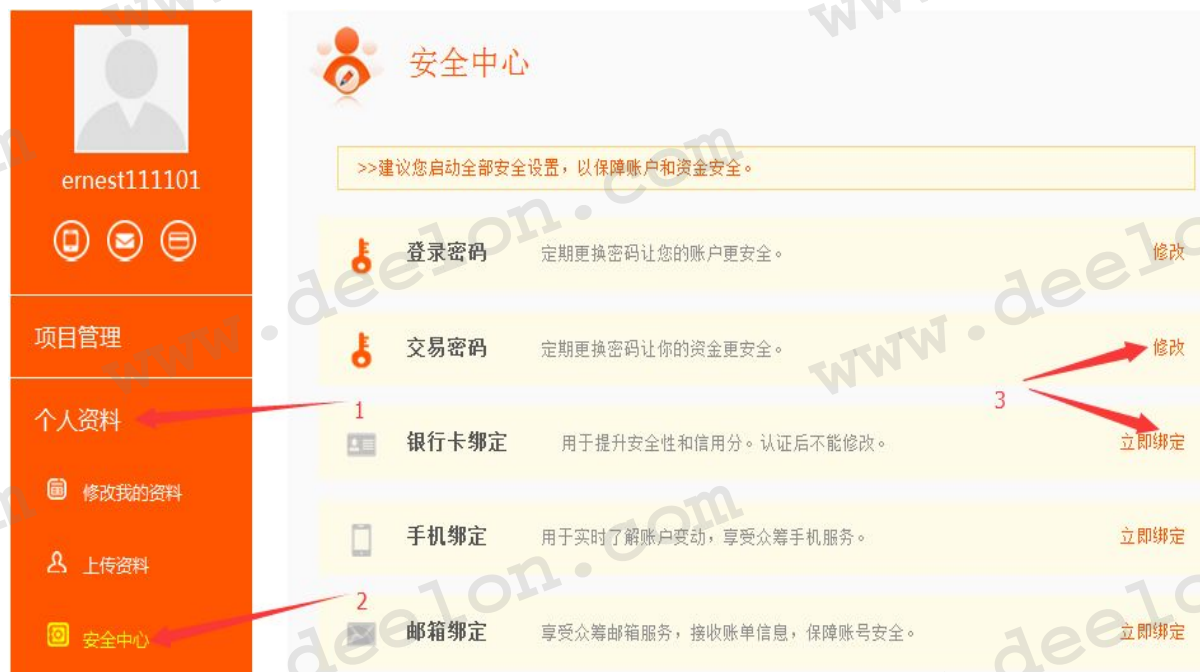 ernest111101
项目管理
个人资料
修改我的资料
上传资料
安全中心
安全中心
>>建议您启动全部安全设置，以保障账户和资金安全。
登录密码 定期更换密码让您的账户更安全。 修改
交易密码 定期更换密码让你的资金更安全。 修改
1
3
银行卡绑定 用于提升安全性和信用分。认证后不能修改。 立即绑定
手机绑定 用于实时了解账户变动，享受众筹手机服务。 立即绑定
2
邮箱绑定 享受众筹邮箱服务，接收账单信息，保障账号安全。 立即绑定
www.deelon.com